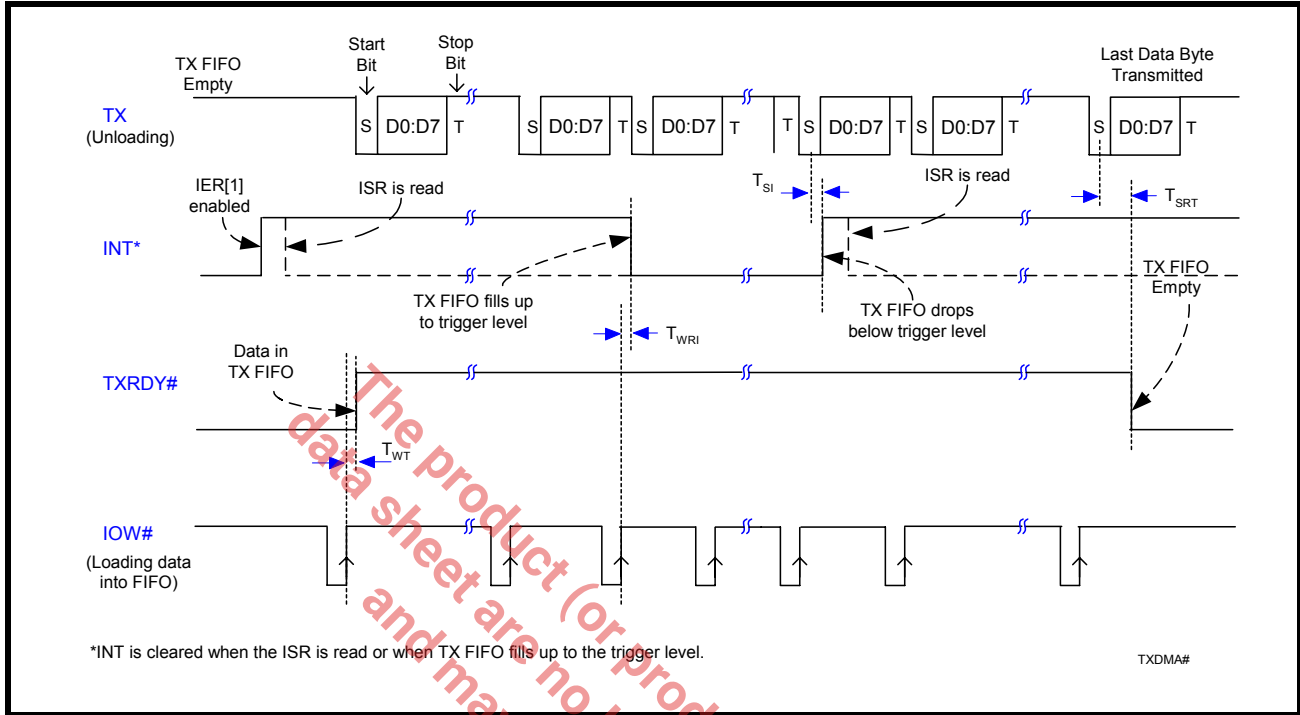 TX FIFO
Empty
Start
Bit
Stop
Bit
Last Data Byte
Transmitted
TX
(Unloading)
S D0:D7 T S D0:D7 T S D0:D7 T T S D0:D7 T S D0:D7 T S D0:D7 T
IER[1]
enabled
ISR is read
TSI
ISR is read
TSRT
INT*
TX FIFO fills up
to trigger level
TX FIFO drops
below trigger level
TX FIFO
Empty
TWRI
Data in
TX FIFO
TXRDY#
TWT
IOW#
(Loading data
into FIFO)
*INT is cleared when the ISR is read or when TX FIFO fills up to the trigger level.
TXDMA#
The product (or prod
data sheet are no
and ma